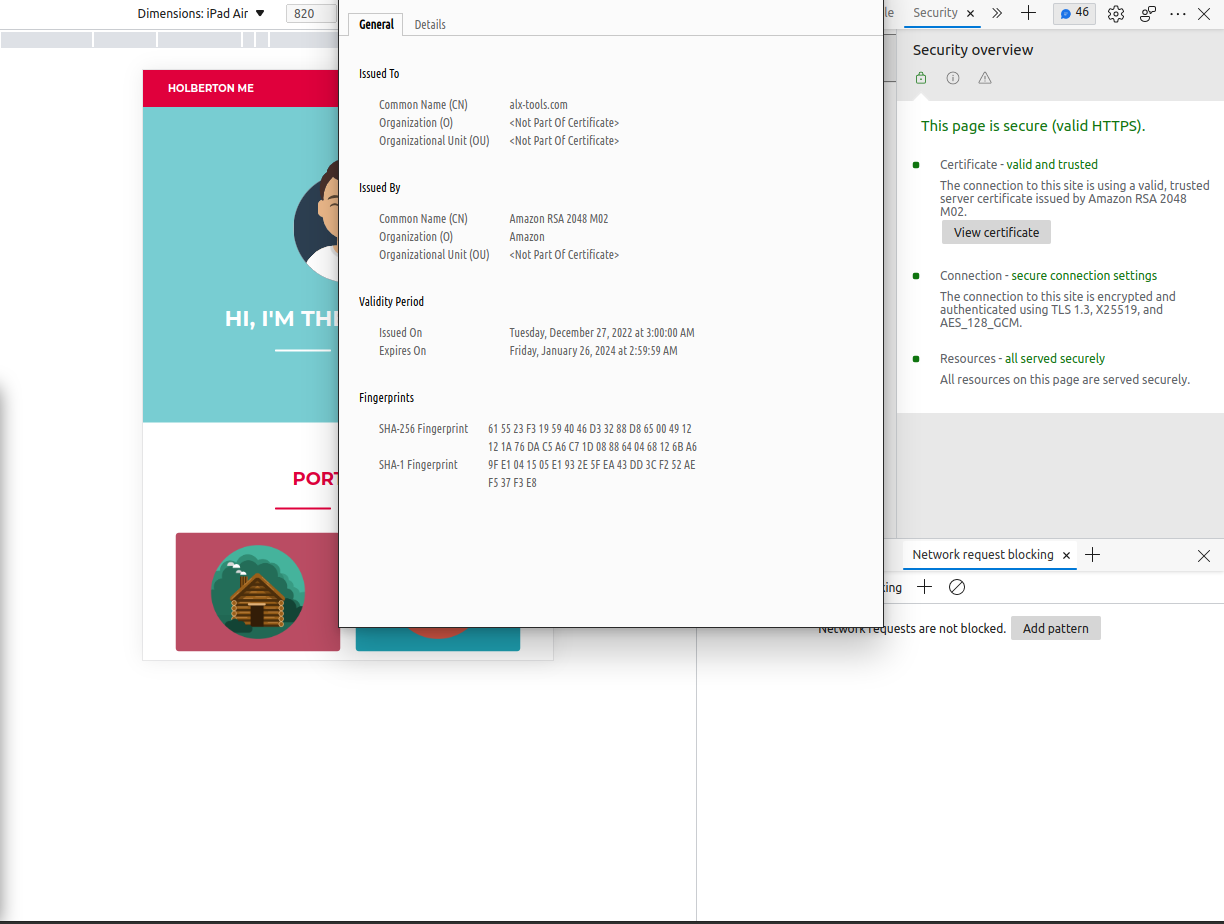 Dimensions: iPad Air
820
HOLBERTON ME
HI, I'M
General
Details
Issued To
Common Name (CN) alx-tools.com
Organization (O) <Not Part Of Certificate>
Organizational Unit (OU) <Not Part Of Certificate>
Issued By
Common Name (CN) Amazon RSA 2048 M02
Organization (O) Amazon
Organizational Unit (OU) <Not Part Of Certificate>
Validity Period
Issued On Tuesday, December 27, 2022 at 3:00:00 AM
Expires On Friday, January 26, 2024 at 2:59:59 AM
Fingerprints
SHA-256 Fingerprint 61 55 23 F3 19 59 40 46 D3 32 88 D8 65 00 49 12
12 1A 76 DA C5 A6 C7 1D 08 88 64 04 68 12 6B A6
SHA-1 Fingerprint 9F E1 04 15 05 E1 93 2E 5F EA 43 DD 3C F2 52 AE
F5 37 F3 E8
PORT
Security
46
Security overview
This page is secure (valid HTTPS).
Certificate - valid and trusted
The connection to this site is using a valid, trusted
server certificate issued by Amazon RSA 2048
M02.
View certificate
Connection - secure connection settings
The connection to this site is encrypted and
authenticated using TLS 1.3, X25519, and
AES_128_GCM.
Resources - all served securely
All resources on this page are served securely.
Network request blocking
Network requests are not blocked.
Add pattern